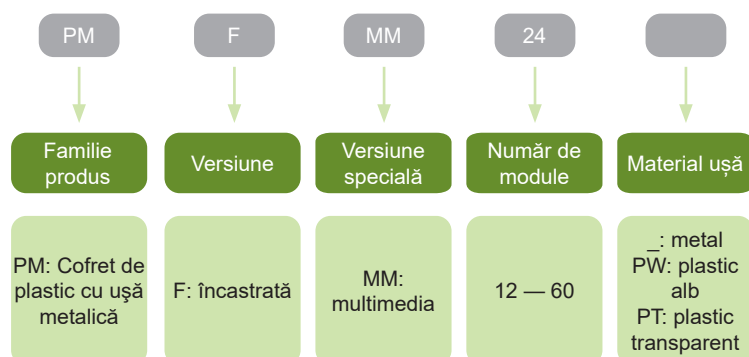 PM
F
MM
24
Familie
produs
Versiune
Versiune
specială
Număr de
module
Material ușă
PM: Cofret de
plastic cu uşă
metalică
F: încastrată
MM:
multimedia
12 — 60
_: metal
PW: plastic
alb
PT: plastic
transparent